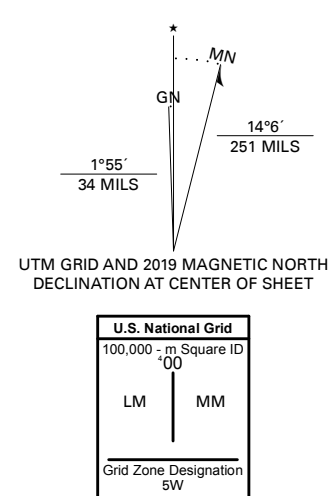 ★
MN
GN
14°6´
251 MILS
1°55´
34 MILS
UTM GRID AND 2019 MAGNETIC NORTH
DECLINATION AT CENTER OF SHEET
U.S. National Grid
100,000 - m Square ID
⁴00
LM MM
Grid Zone Designation
5W